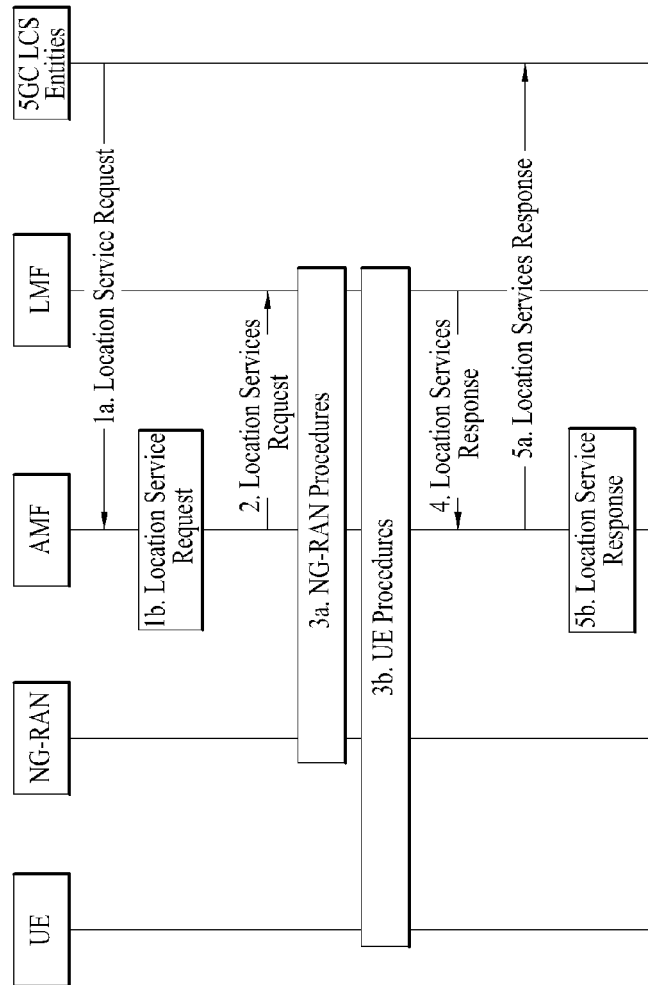 UE
NG-RAN
AMF
LMF
5GC LCS
Entities
1a. Location Service Request
1b. Location Service
Request
2. Location Services
Request
3a. NG-RAN Procedures
3b. UE Procedures
4. Location Services
Response
5a. Location Services Response
5b. Location Service
Response